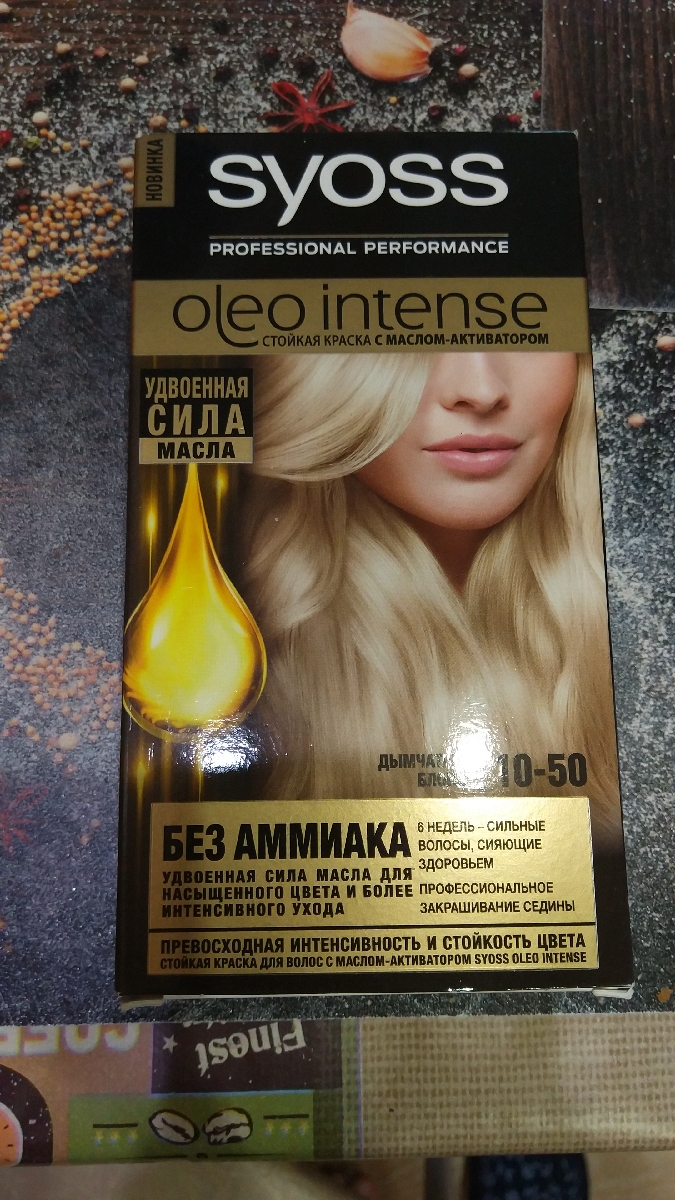 НОВИНКА
syoss
PROFESSIONAL PERFORMANCE
oleo intense
СТОЙКАЯ КРАСКА С МАСЛОМ-АКТИВАТОРОМ
УДВОЕННАЯ
СИЛА
МАСЛА
10-50
БЕЗ АММИАКА
УДВОЕННАЯ СИЛА МАСЛА ДЛЯ
НАСЫЩЕННОГО ЦВЕТА И БОЛЕЕ
ИНТЕНСИВНОГО УХОДА
6 НЕДЕЛЬ – СИЛЬНЫЕ
ВОЛОСЫ, СИЯЮЩИЕ
ЗДОРОВЬЕМ
ПРОФЕССИОНАЛЬНОЕ
ЗАКРАШИВАНИЕ СЕДИНЫ
ПРЕВОСХОДНАЯ ИНТЕНСИВНОСТЬ И СТОЙКОСТЬ ЦВЕТА
СТОЙКАЯ КРАСКА ДЛЯ ВОЛОС С МАСЛОМ-АКТИВАТОРОМ SYOSS OLEO INTENSE
Finest